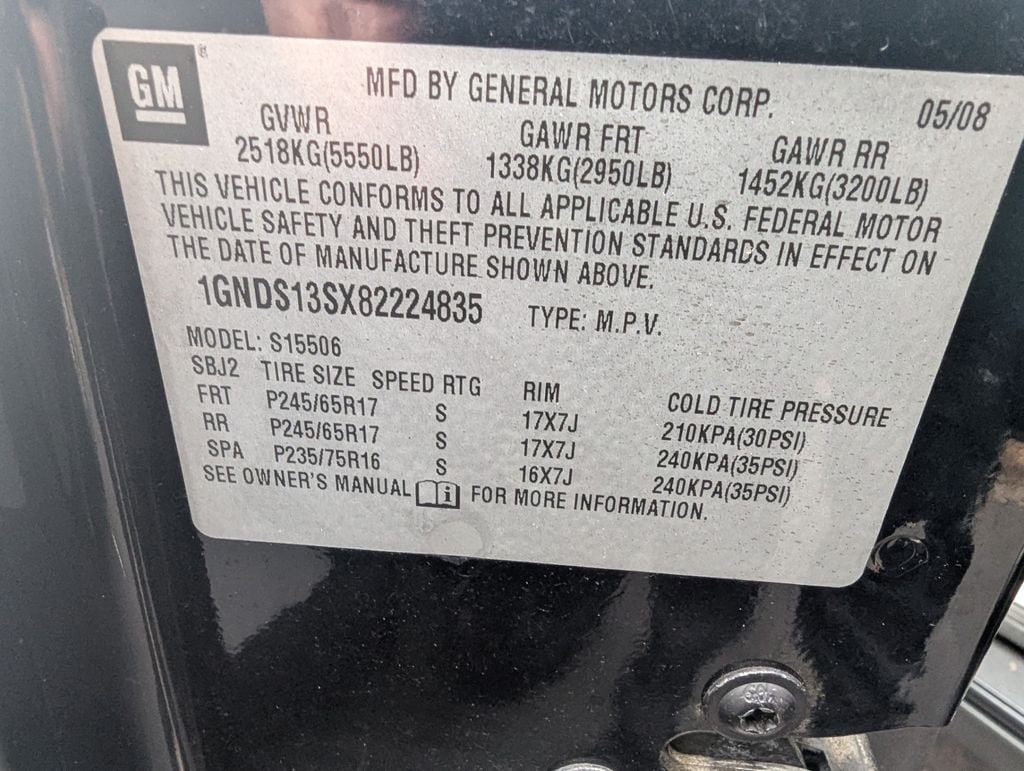 GM ®
MFD BY GENERAL MOTORS CORP. 05/08
GVWR GAWR FRT GAWR RR
2518KG(5550LB) 1338KG(2950LB) 1452KG(3200LB)
THIS VEHICLE CONFORMS TO ALL APPLICABLE U.S. FEDERAL MOTOR
VEHICLE SAFETY AND THEFT PREVENTION STANDARDS IN EFFECT ON
THE DATE OF MANUFACTURE SHOWN ABOVE.
1GNDS13SX82224835 TYPE: M.P.V.
MODEL: S15506
SBJ2 TIRE SIZE SPEED RTG RIM COLD TIRE PRESSURE
FRT P245/65R17 S 17X7J 210KPA(30PSI)
RR P245/65R17 S 17X7J 240KPA(35PSI)
SPA P235/75R16 S 16X7J 240KPA(35PSI)
SEE OWNER'S MANUAL i FOR MORE INFORMATION.